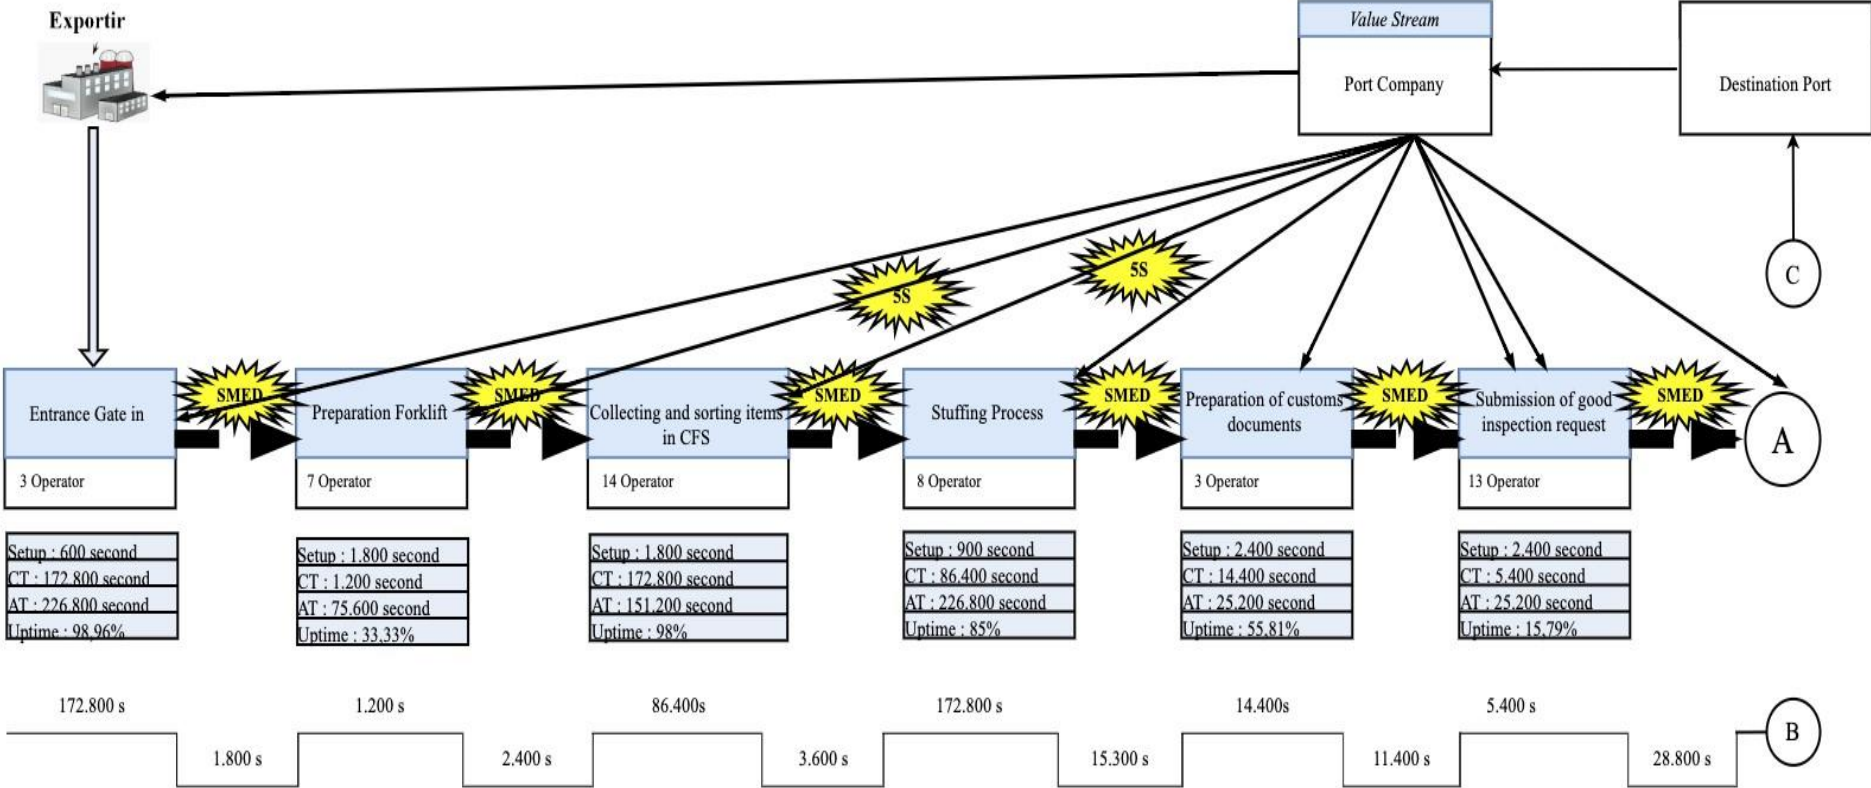 Exportir
Value Stream
Port Company
Destination Port
C
5S
5S
SMED
SMED
SMED
SMED
SMED
SMED
Entrance Gate in
Preparation Forklift
Collecting and sorting items
in CFS
Stuffing Process
Preparation of customs
documents
Submission of good
inspection request
A
3 Operator
7 Operator
14 Operator
8 Operator
3 Operator
13 Operator
Setup : 600 second
CT : 172.800 second
AT : 226.800 second
Uptime : 98,96%
Setup : 1.800 second
CT : 1.200 second
AT : 75.600 second
Uptime : 33.33%
Setup : 1.800 second
CT : 172.800 second
AT : 151.200 second
Uptime : 98%
Setup : 900 second
CT : 86.400 second
AT : 226.800 second
Uptime : 85%
Setup : 2.400 second
CT : 14.400 second
AT : 25.200 second
Uptime : 55.81%
Setup : 2.400 second
CT : 5.400 second
AT : 25.200 second
Uptime : 15,79%
172.800 s
1.200 s
86.400s
172.800 s
14.400s
5.400 s
B
1.800 s
2.400 s
3.600 s
15.300 s
11.400 s
28.800 s